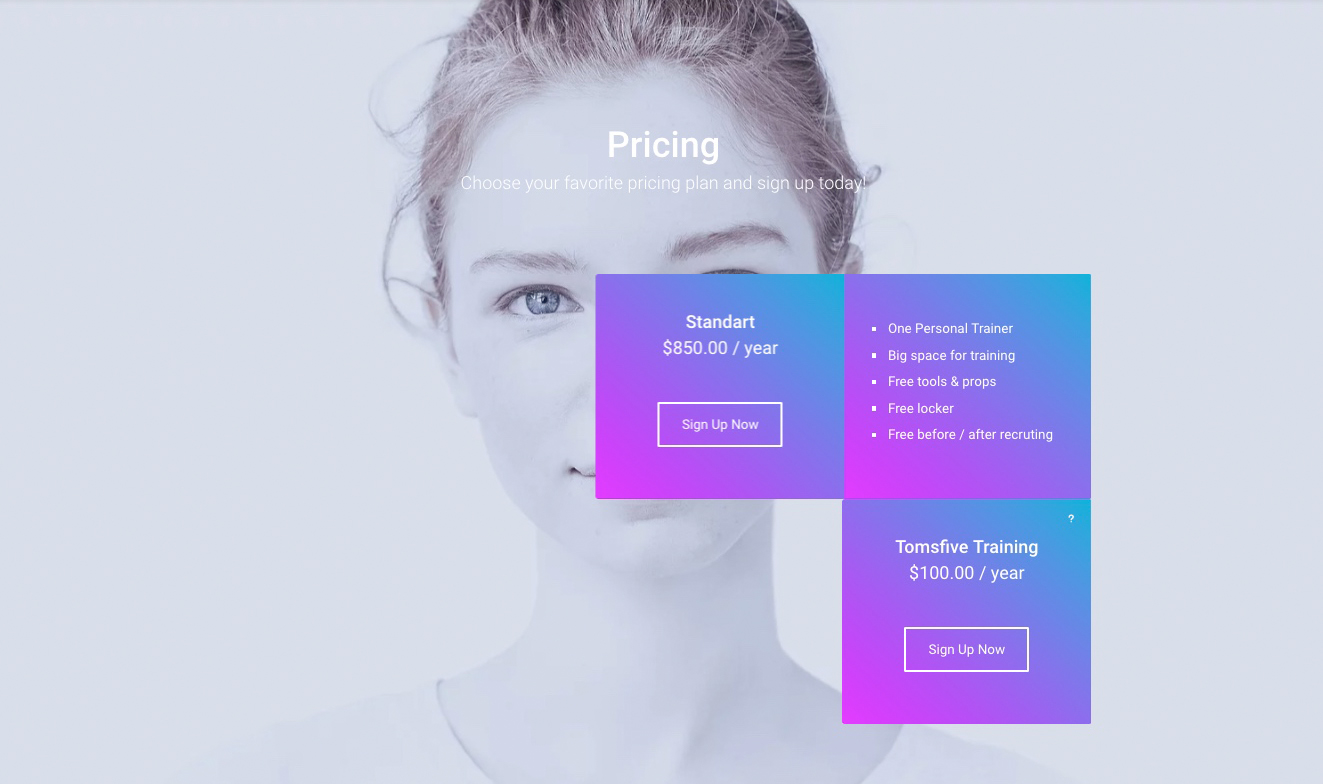 Pricing
Choose your favorite pricing plan and sign up today!
Standart
$850.00 / year
Sign Up Now
One Personal Trainer
Big space for training
Free tools & props
Free locker
Free before / after recruting
?
Tomsfive Training
$100.00 / year
Sign Up Now